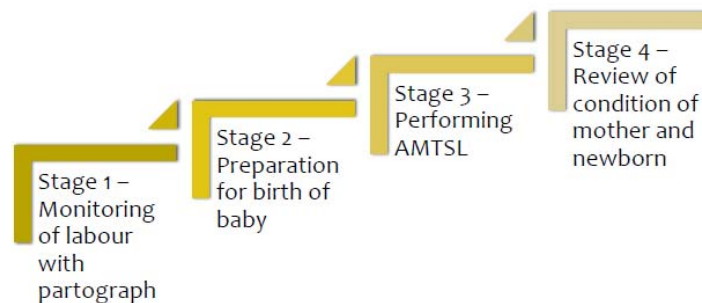 Stage 1 –
Monitoring
of labour
with
partograph
Stage 2 –
Preparation
for birth of
baby
Stage 3 –
Performing
AMTSL
Stage 4 –
Review of
condition of
mother and
newborn